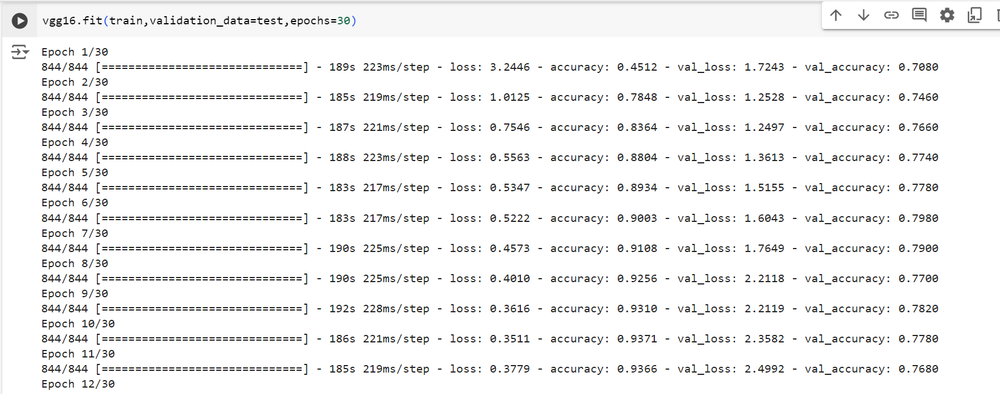 vgg16.fit(train,validation_data=test,epochs=30)
Epoch 1/30
844/844 [==============================] - 189s 223ms/step - loss: 3.2446 - accuracy: 0.4512 - val_loss: 1.7243 - val_accuracy: 0.7080
Epoch 2/30
844/844 [==============================] - 185s 219ms/step - loss: 1.0125 - accuracy: 0.7848 - val_loss: 1.2528 - val_accuracy: 0.7460
Epoch 3/30
844/844 [==============================] - 187s 221ms/step - loss: 0.7546 - accuracy: 0.8364 - val_loss: 1.2497 - val_accuracy: 0.7660
Epoch 4/30
844/844 [==============================] - 188s 223ms/step - loss: 0.5563 - accuracy: 0.8804 - val_loss: 1.3613 - val_accuracy: 0.7740
Epoch 5/30
844/844 [==============================] - 183s 217ms/step - loss: 0.5347 - accuracy: 0.8934 - val_loss: 1.5155 - val_accuracy: 0.7780
Epoch 6/30
844/844 [==============================] - 183s 217ms/step - loss: 0.5222 - accuracy: 0.9003 - val_loss: 1.6043 - val_accuracy: 0.7980
Epoch 7/30
844/844 [==============================] - 190s 225ms/step - loss: 0.4573 - accuracy: 0.9108 - val_loss: 1.7649 - val_accuracy: 0.7900
Epoch 8/30
844/844 [==============================] - 190s 225ms/step - loss: 0.4010 - accuracy: 0.9256 - val_loss: 2.2118 - val_accuracy: 0.7700
Epoch 9/30
844/844 [==============================] - 192s 228ms/step - loss: 0.3616 - accuracy: 0.9310 - val_loss: 2.2119 - val_accuracy: 0.7820
Epoch 10/30
844/844 [==============================] - 186s 221ms/step - loss: 0.3511 - accuracy: 0.9371 - val_loss: 2.3582 - val_accuracy: 0.7780
Epoch 11/30
844/844 [==============================] - 185s 219ms/step - loss: 0.3779 - accuracy: 0.9366 - val_loss: 2.4992 - val_accuracy: 0.7680
Epoch 12/30